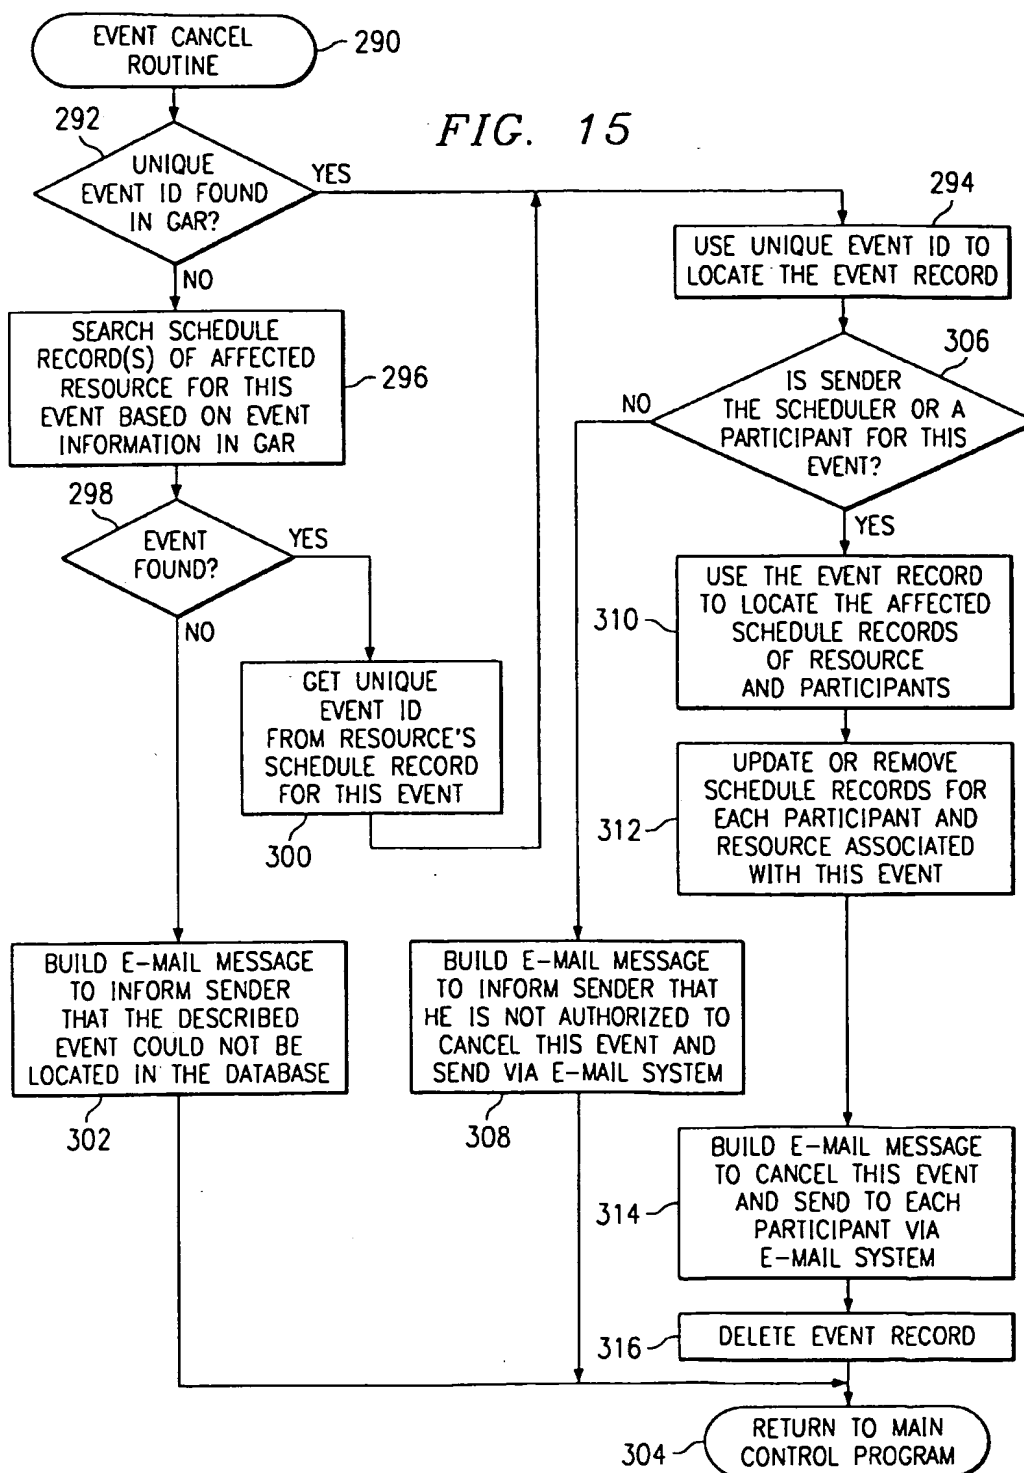 EVENT CANCEL
ROUTINE
290
FIG. 15
292
UNIQUE
EVENT ID FOUND
IN GAR?
YES
NO
294
USE UNIQUE EVENT ID TO
LOCATE THE EVENT RECORD
SEARCH SCHEDULE
RECORD(S) OF AFFECTED
RESOURCE FOR THIS
EVENT BASED ON EVENT
INFORMATION IN GAR
296
306
IS SENDER
THE SCHEDULER OR A
PARTICIPANT FOR THIS
EVENT?
NO
YES
298
EVENT
FOUND?
YES
NO
GET UNIQUE
EVENT ID
FROM RESOURCE'S
SCHEDULE RECORD
FOR THIS EVENT
300
USE THE EVENT RECORD
TO LOCATE THE AFFECTED
SCHEDULE RECORDS
OF RESOURCE
AND PARTICIPANTS
310
UPDATE OR REMOVE
SCHEDULE RECORDS FOR
EACH PARTICIPANT AND
RESOURCE ASSOCIATED
WITH THIS EVENT
312
BUILD E-MAIL MESSAGE
TO INFORM SENDER
THAT THE DESCRIBED
EVENT COULD NOT BE
LOCATED IN THE DATABASE
302
BUILD E-MAIL MESSAGE
TO INFORM SENDER THAT
HE IS NOT AUTHORIZED TO
CANCEL THIS EVENT AND
SEND VIA E-MAIL SYSTEM
308
BUILD E-MAIL MESSAGE
TO CANCEL THIS EVENT
AND SEND TO EACH
PARTICIPANT VIA
E-MAIL SYSTEM
314
DELETE EVENT RECORD
316
RETURN TO MAIN
CONTROL PROGRAM
304